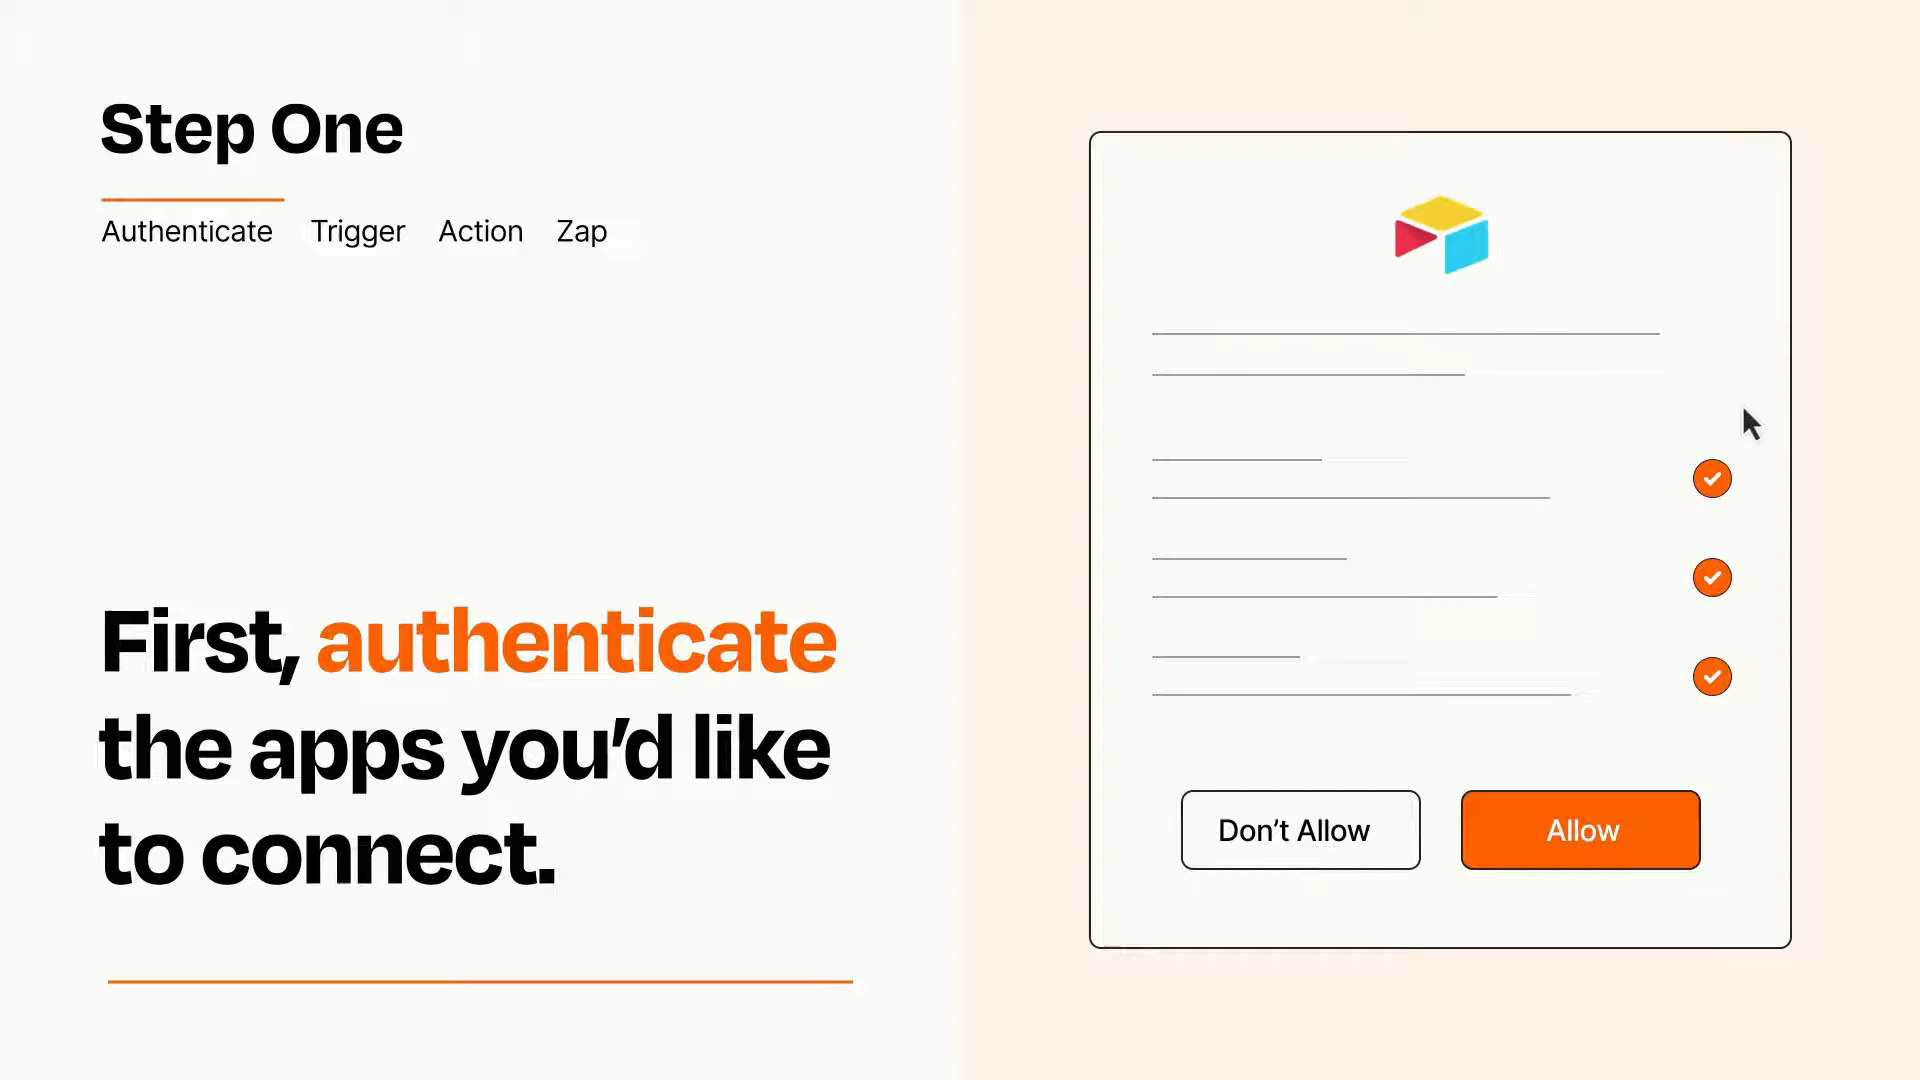 Step One
Authenticate Trigger Action Zap
First, authenticate
the apps you’d like
to connect.
Don’t Allow
Allow